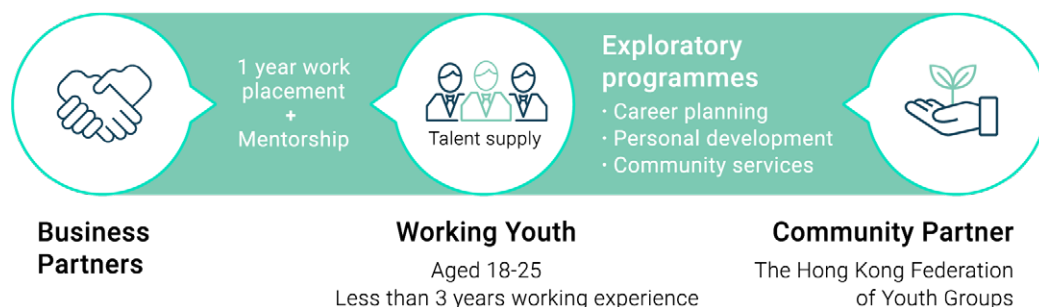 1 year work
placement
+
Mentorship
Talent supply
Exploratory
programmes
· Career planning
· Personal development
· Community services
Business
Partners
Working Youth
Aged 18-25
Less than 3 years working experience
Community Partner
The Hong Kong Federation
of Youth Groups